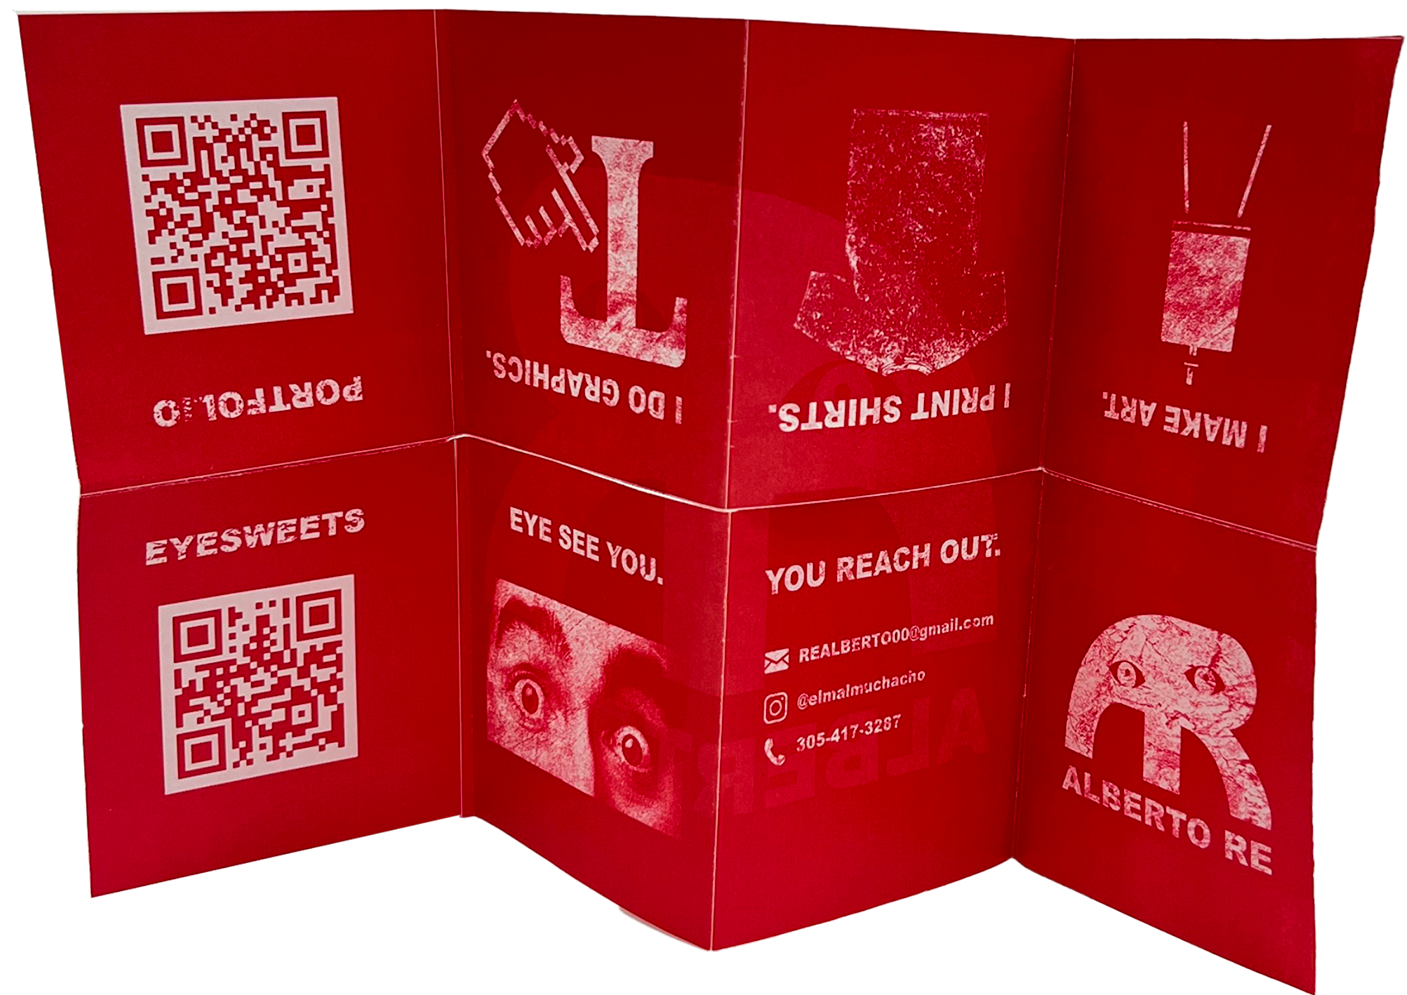 PORTFOLIO
I DO GRAPHICS.
I PRINT SHIRTS.
I MAKE ART.
EYESWEETS
EYE SEE YOU.
YOU REACH OUT.
REALBERTO00@gmail.com
@elmalmuchacho
305-417-3287
R
ALBERTO RE
T